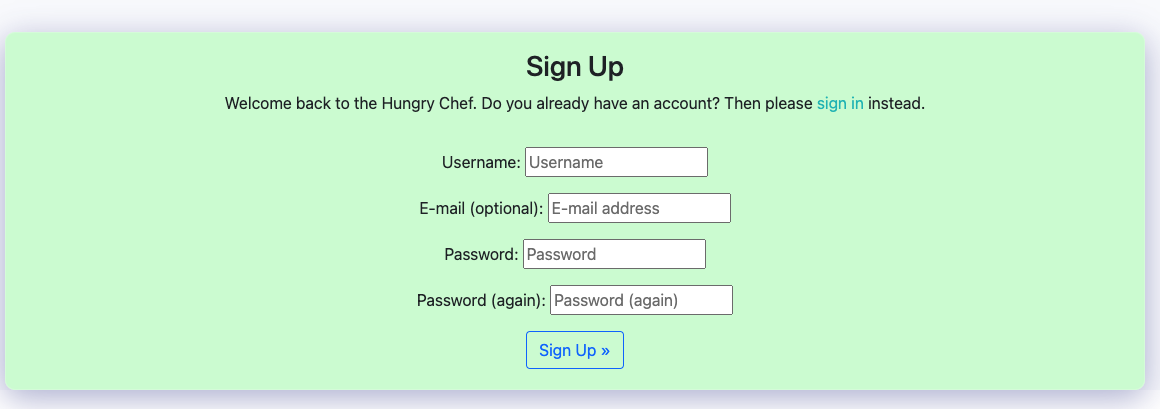 Sign Up
Welcome back to the Hungry Chef. Do you already have an account? Then please sign in instead.
Username: Username
E-mail (optional): E-mail address
Password: Password
Password (again): Password (again)
Sign Up »